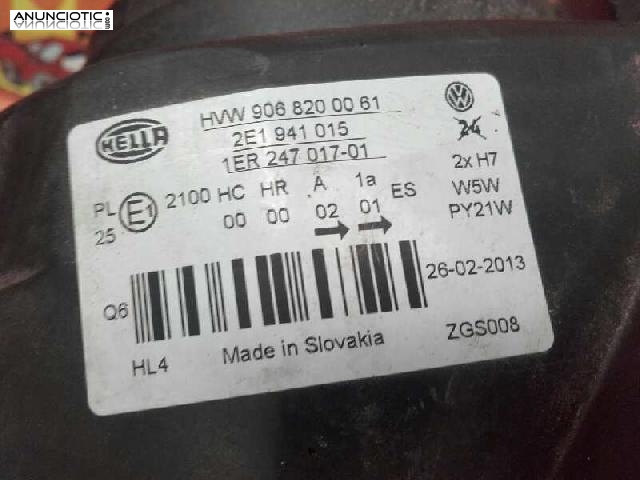 ANUNCIOTIC
.com
HELLA
HVW 906 820 00 61
2E1 941 015
1ER 247 017-01
24
2x H7
W5W
PY21W
PL
25
E1
2100 HC HR A 1a ES
00 00 02 01
26-02-2013
Q6
HL4
Made in Slovakia
ZGS008